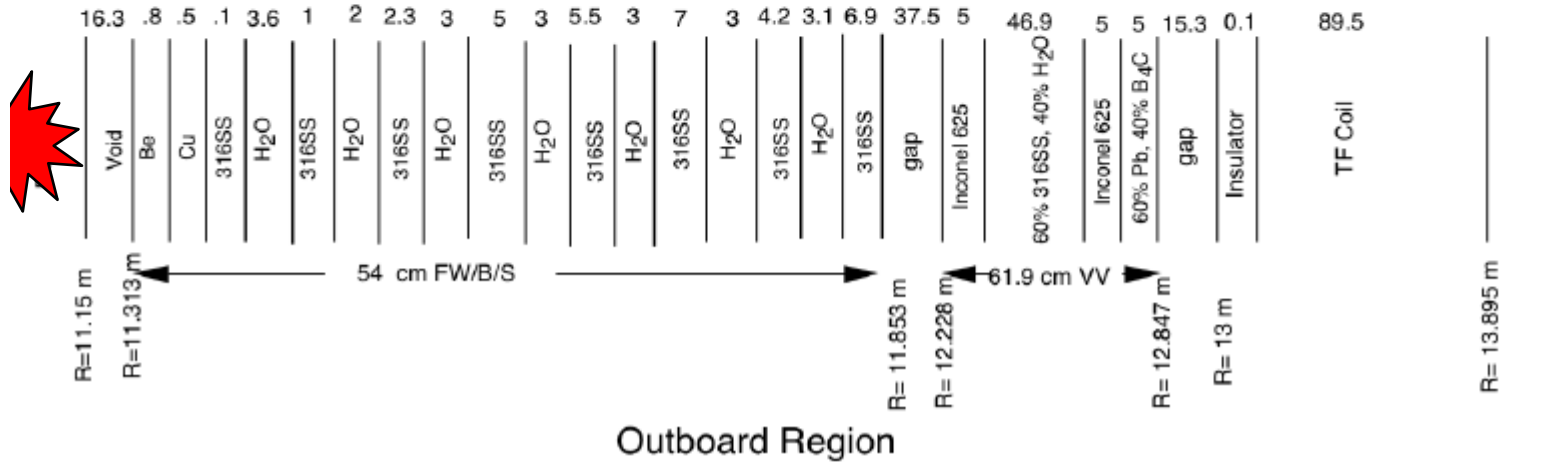 16.3 .8 .5 .1 3.6 1 2 2.3 3 5 3 5.5 3 7 3 4.2 3.1 6.9 37.5 5 46.9 5 5 15.3 0.1 89.5
Void
Be
Cu
316SS
H2O
316SS
H2O
316SS
H2O
316SS
H2O
316SS
H2O
316SS
H2O
316SS
H2O
316SS
gap
Inconel 625
60% 316SS, 40% H2O
Inconel 625
60% Pb, 40% B4C
gap
Insulator
TF Coil
54 cm FW/B/S
61.9 cm VV
R=11.15 m
R=11.313 m
R= 11.853 m
R= 12.228 m
R= 12.847 m
R= 13 m
R= 13.895 m
Outboard Region